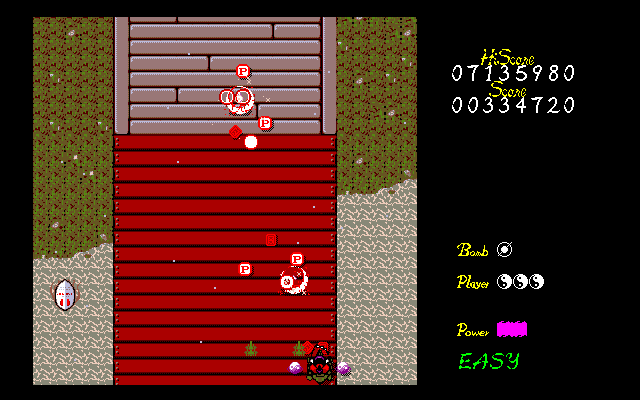 HiScore
07135980
Score
00334720
P
P
P
P
Bomb
Player
Power
EASY